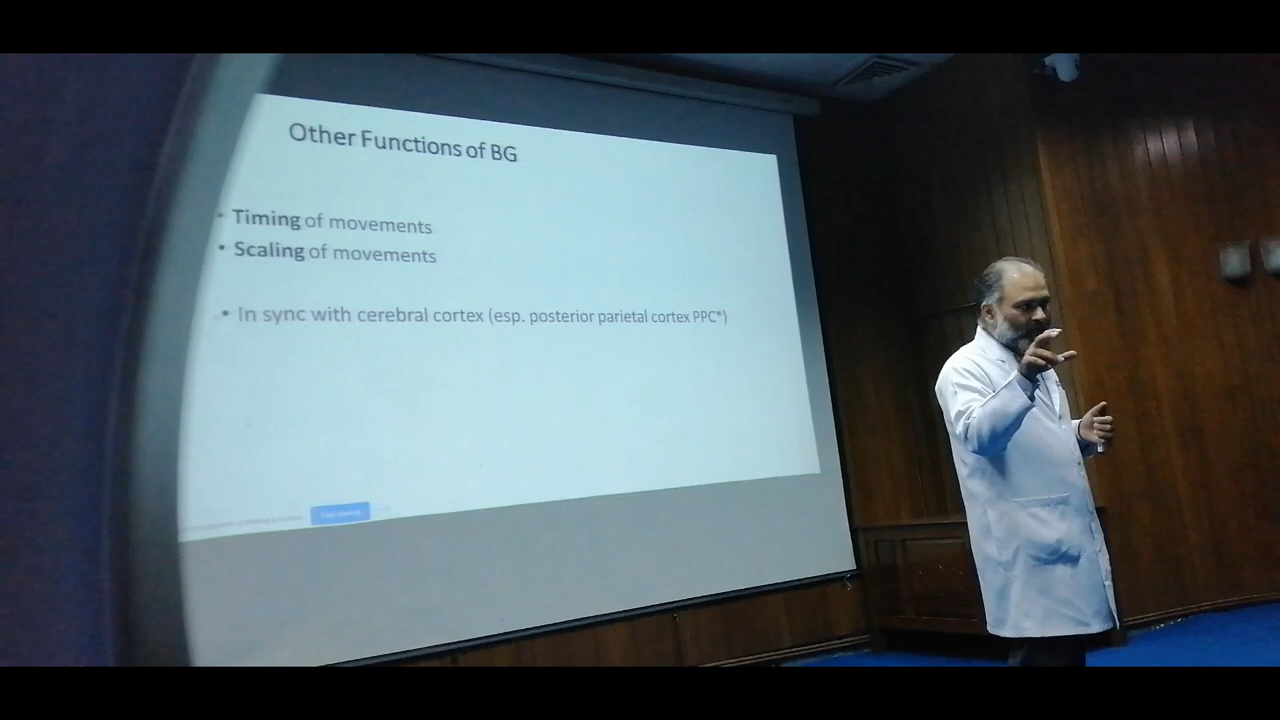 Other Functions of BG
• Timing of movements
• Scaling of movements
• In sync with cerebral cortex (esp. posterior parietal cortex PPC*)